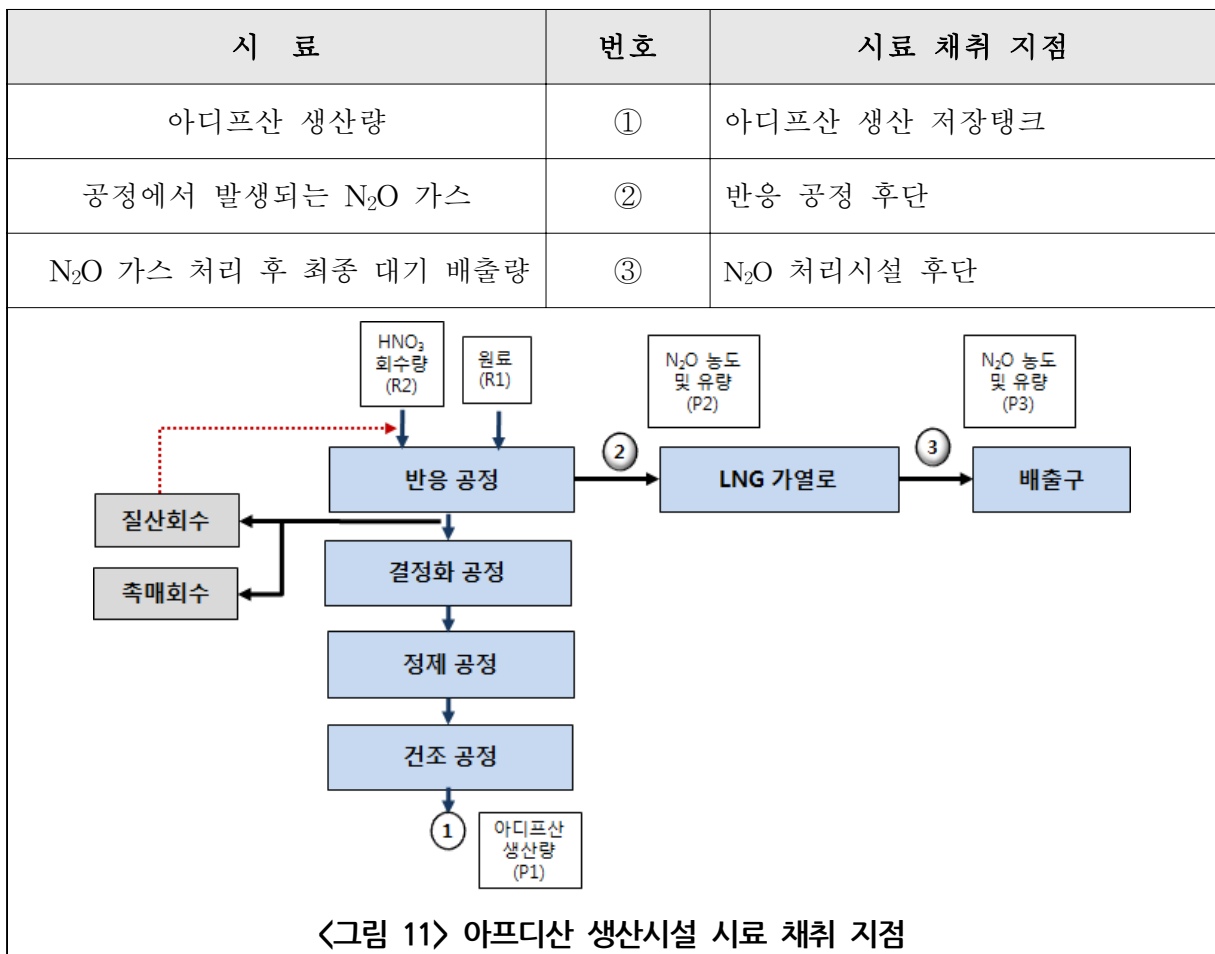 시 료 번호 시료 채취 지점
아디프산 생산량 ① 아디프산 생산 저장탱크
공정에서 발생되는 N₂O 가스 ② 반응 공정 후단
N₂O 가스 처리 후 최종 대기 배출량 ③ N₂O 처리시설 후단
HNO₃
회수량
(R2)
원료
(R1)
N₂O 농도
및 유량
(P2)
N₂O 농도
및 유량
(P3)
반응 공정
2
LNG 가열로
3
배출구
질산회수
촉매회수
결정화 공정
정제 공정
건조 공정
1
아디프산
생산량
(P1)
<그림 11> 아프디산 생산시설 시료 채취 지점